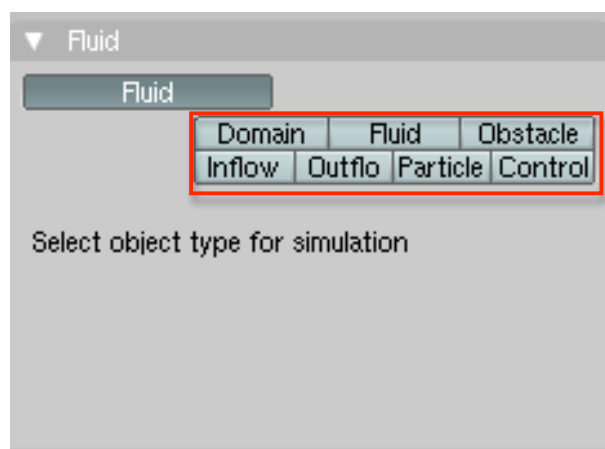 Fluid
Fluid
Domain Fluid Obstacle
Inflow Outflo Particle Control
Select object type for simulation